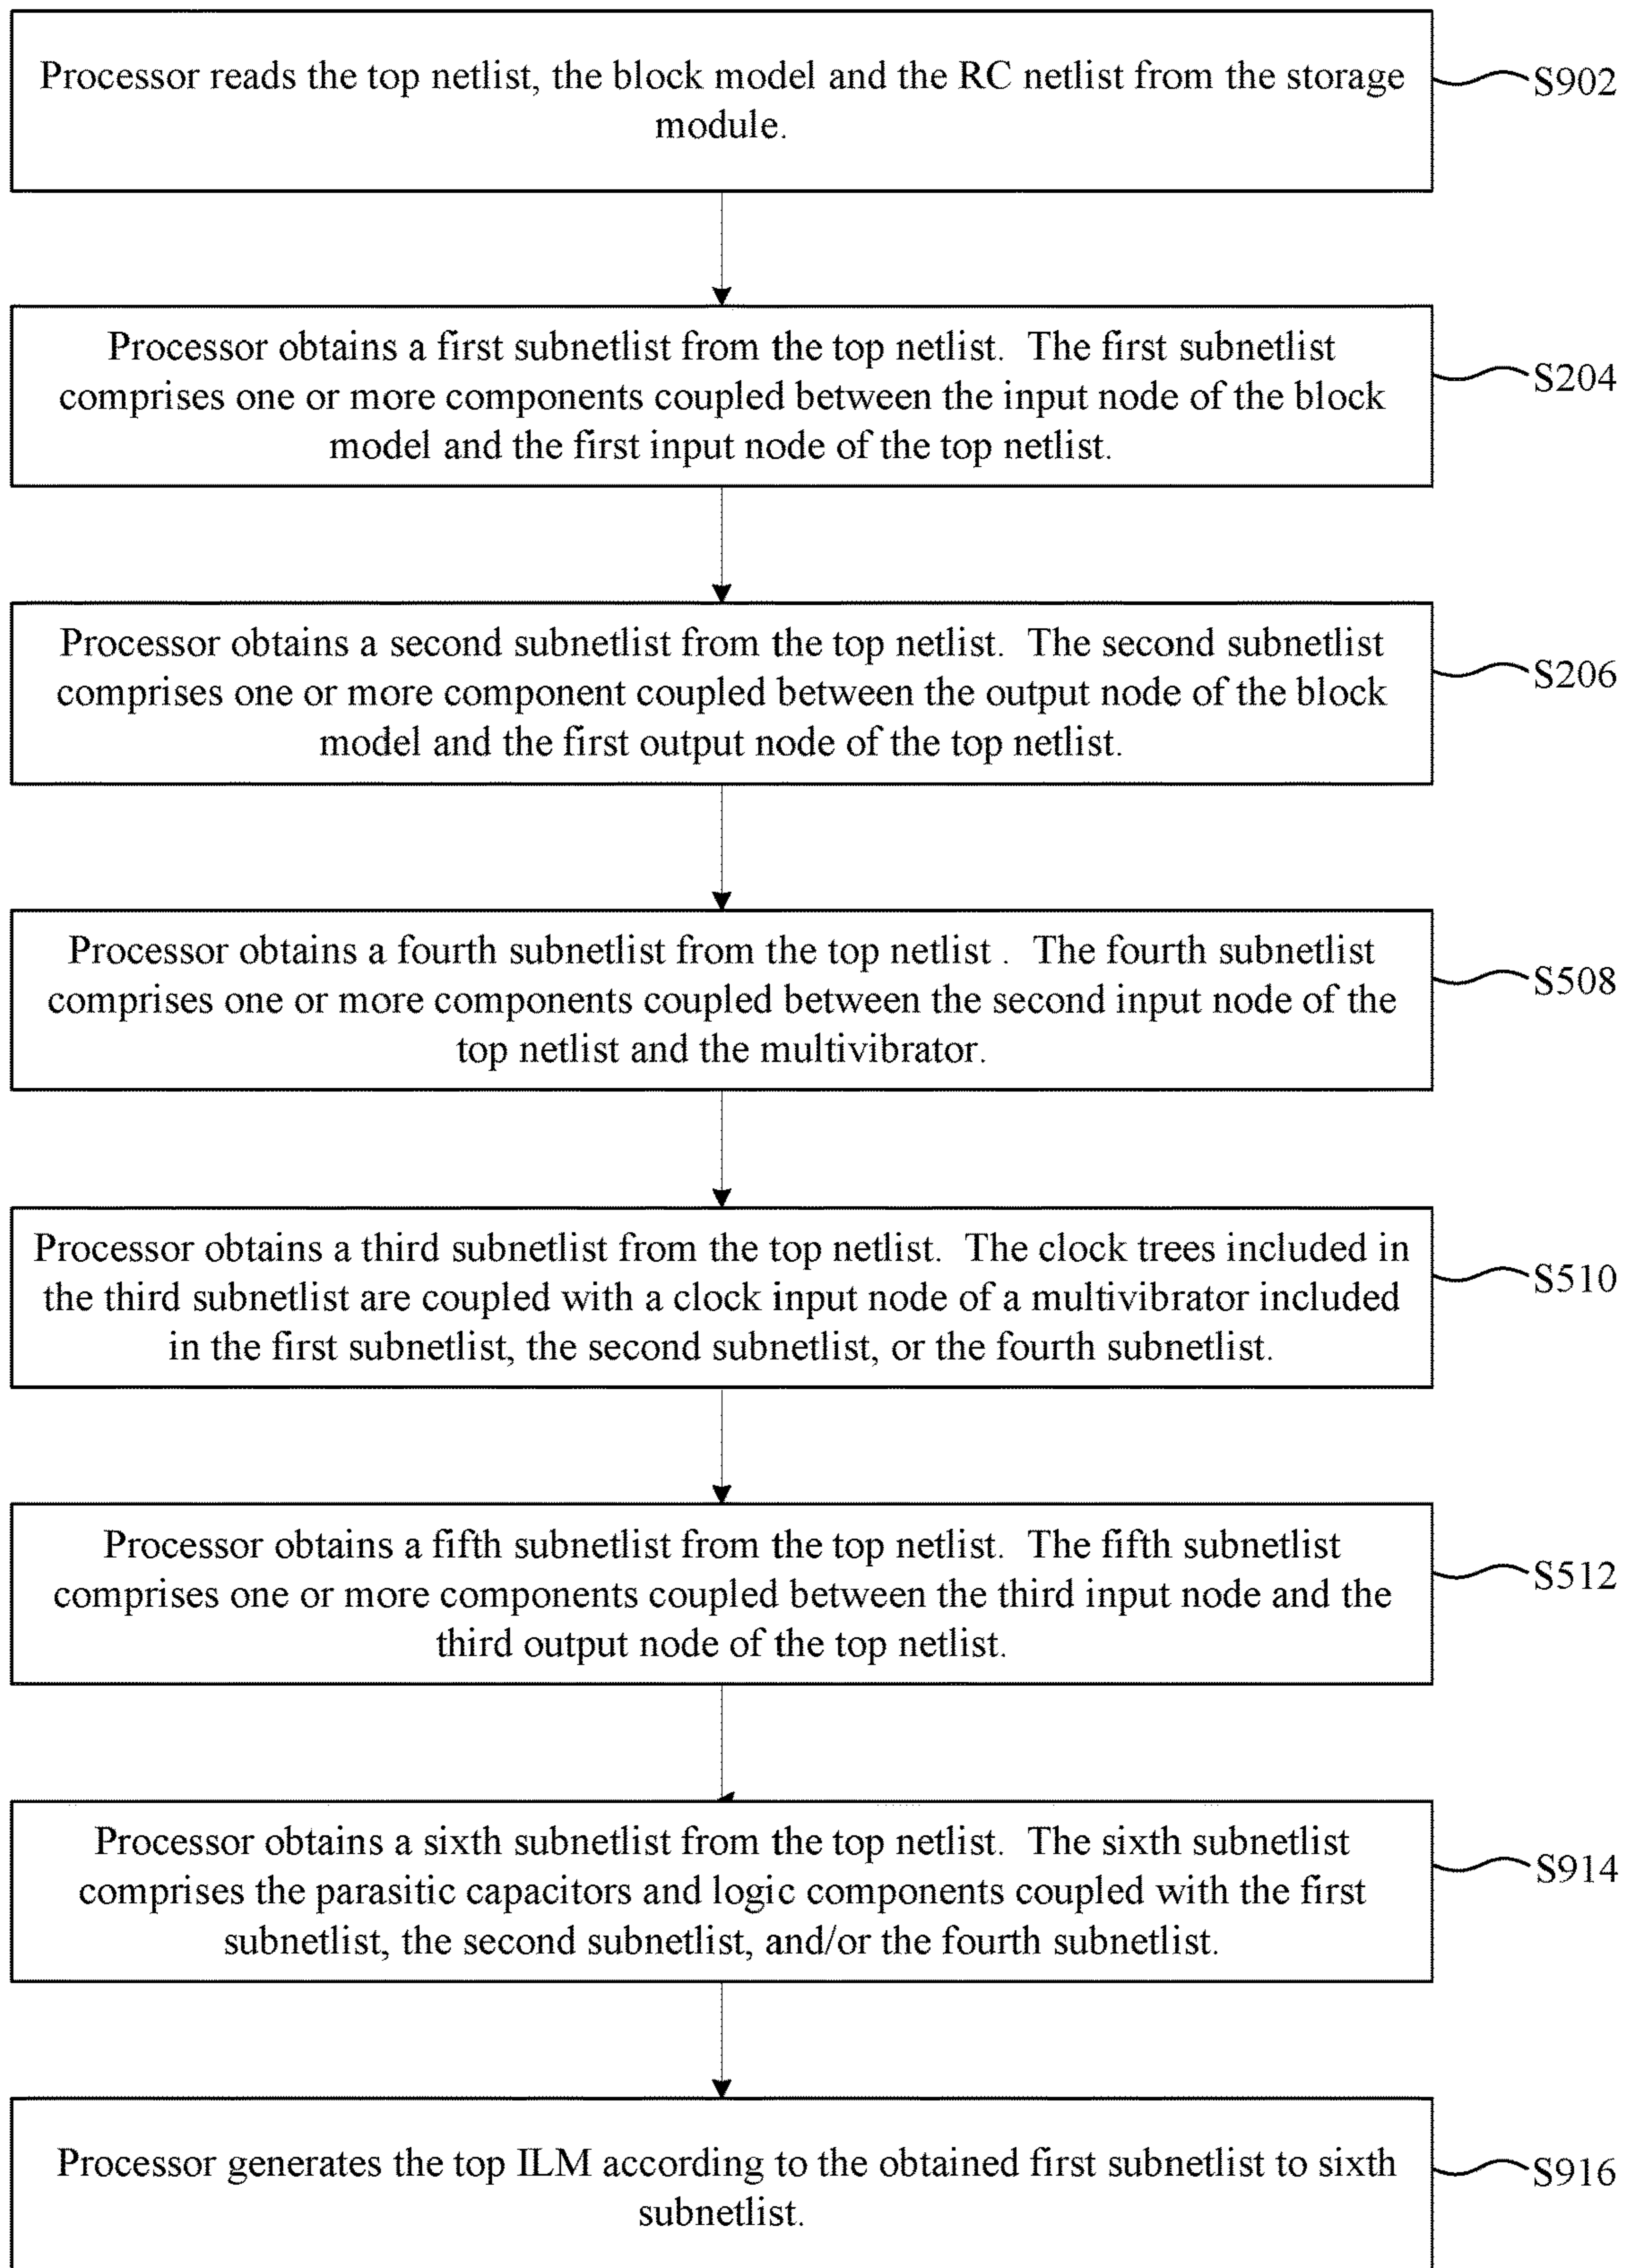 Processor reads the top netlist, the block model and the RC netlist from the storage
module.
S902
Processor obtains a first subnetlist from the top netlist.  The first subnetlist
comprises one or more components coupled between the input node of the block
model and the first input node of the top netlist.
S204
Processor obtains a second subnetlist from the top netlist.  The second subnetlist
comprises one or more component coupled between the output node of the block
model and the first output node of the top netlist.
S206
Processor obtains a fourth subnetlist from the top netlist .  The fourth subnetlist
comprises one or more components coupled between the second input node of the
top netlist and the multivibrator.
S508
Processor obtains a third subnetlist from the top netlist.  The clock trees included in
the third subnetlist are coupled with a clock input node of a multivibrator included
in the first subnetlist, the second subnetlist, or the fourth subnetlist.
S510
Processor obtains a fifth subnetlist from the top netlist.  The fifth subnetlist
comprises one or more components coupled between the third input node and the
third output node of the top netlist.
S512
Processor obtains a sixth subnetlist from the top netlist.  The sixth subnetlist
comprises the parasitic capacitors and logic components coupled with the first
subnetlist, the second subnetlist, and/or the fourth subnetlist.
S914
Processor generates the top ILM according to the obtained first subnetlist to sixth
subnetlist.
S916